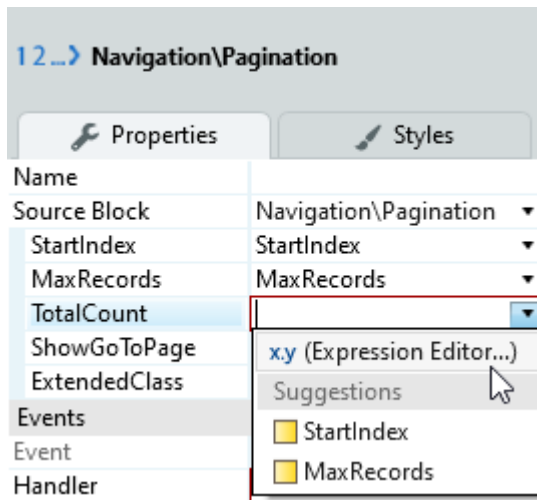 1 2 ... Navigation\Pagination
Properties Styles
Name
Source Block Navigation\Pagination
StartIndex StartIndex
MaxRecords MaxRecords
TotalCount
ShowGoToPage x.y (Expression Editor...)
ExtendedClass Suggestions
Events StartIndex
Event MaxRecords
Handler